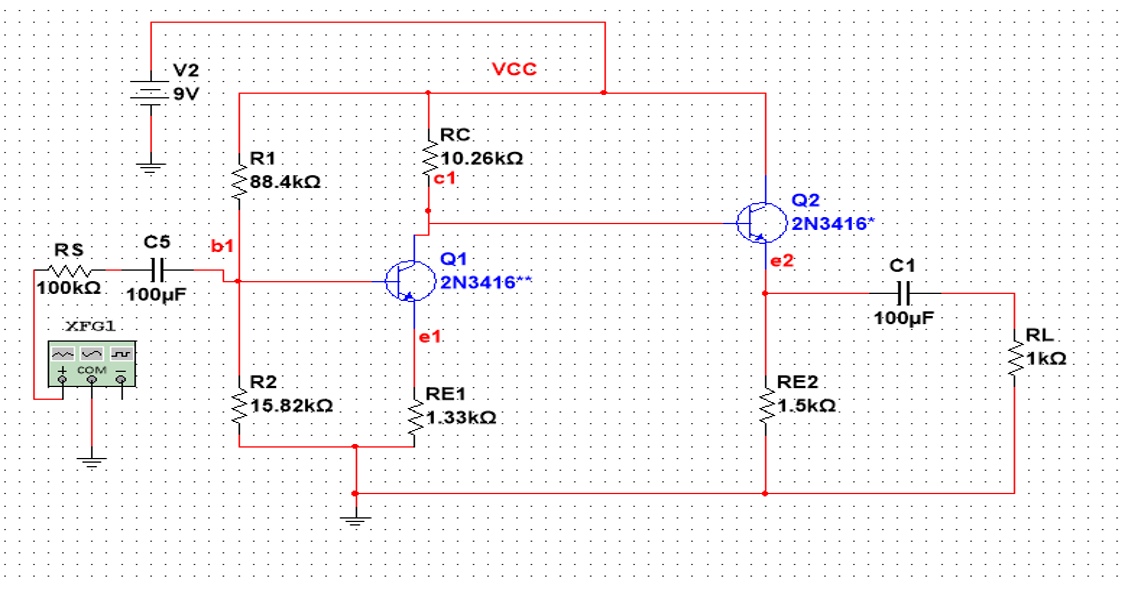 V2
9V
VCC
RC
10.26kΩ
c1
R1
88.4kΩ
Q2
2N3416*
RS
100kΩ
C5
100µF
b1
Q1
2N3416**
e2
C1
100µF
XFG1
+ COM −
e1
RL
1kΩ
R2
15.82kΩ
RE1
1.33kΩ
RE2
1.5kΩ